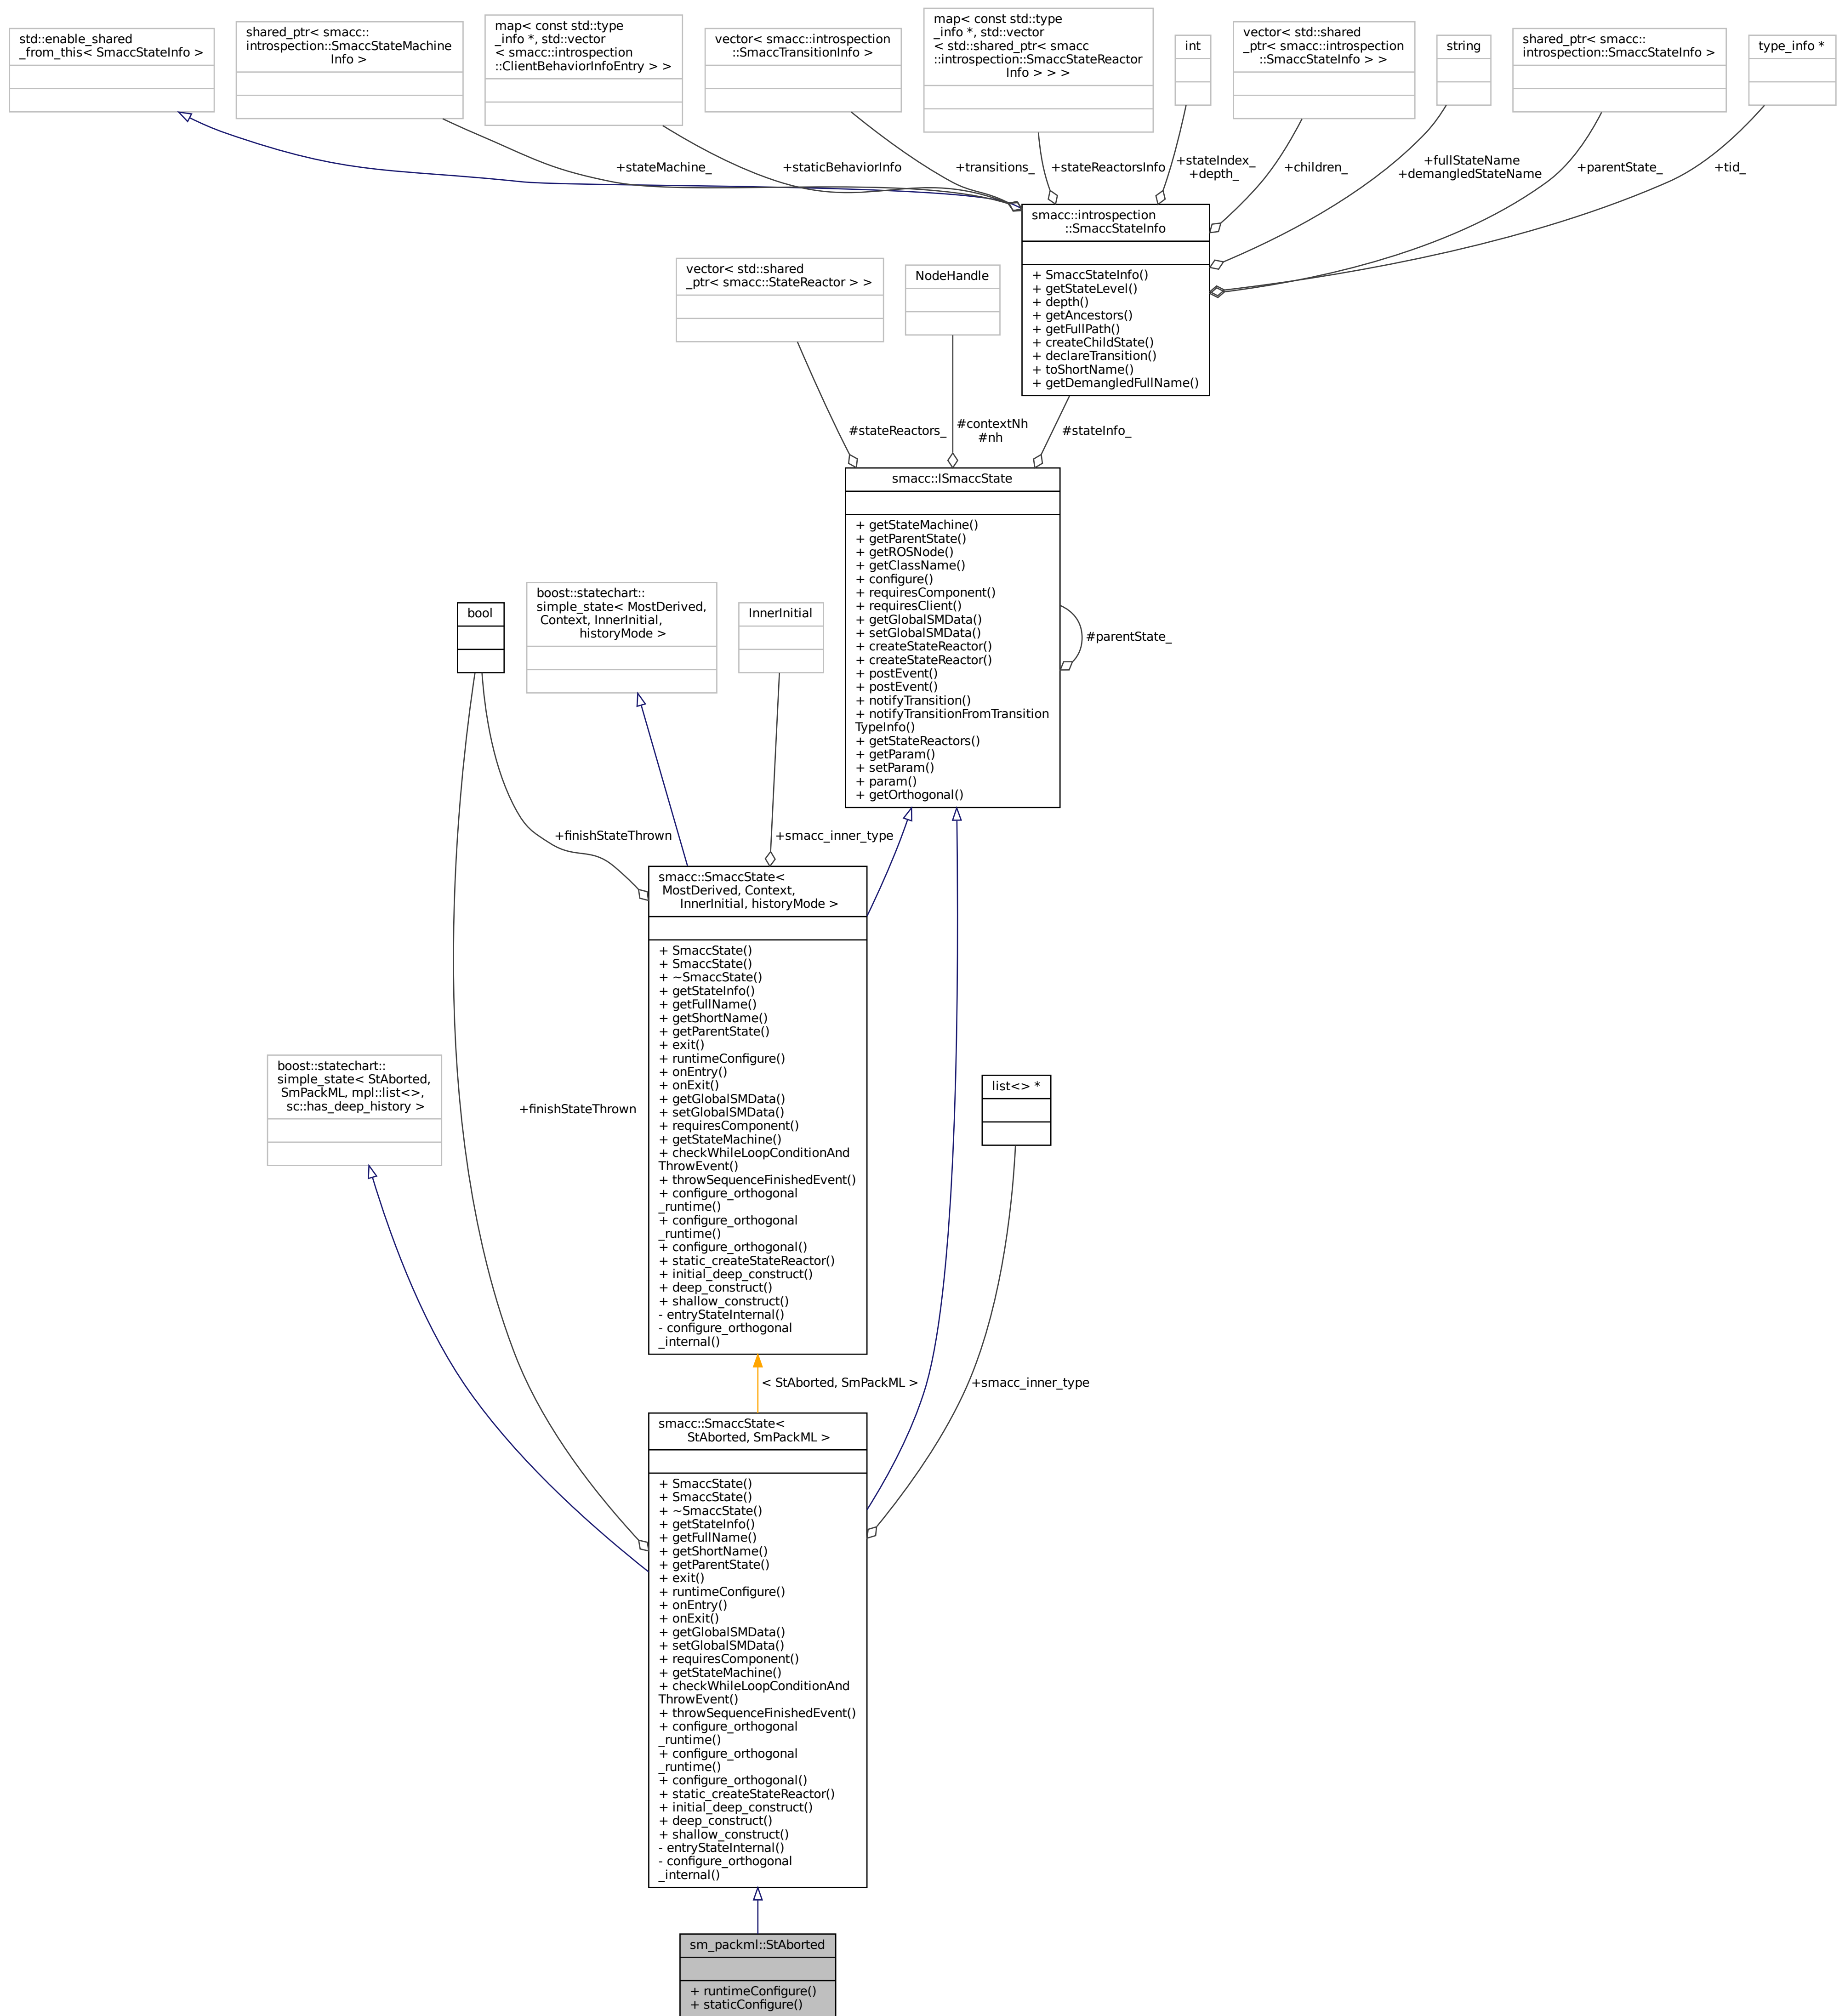 std::enable_shared
_from_this< SmaccStateInfo >
shared_ptr< smacc::
introspection::SmaccStateMachine
Info >
map< const std::type
_info *, std::vector
< smacc::introspection
::ClientBehaviorInfoEntry > >
vector< smacc::introspection
::SmaccTransitionInfo >
map< const std::type
_info *, std::vector
< std::shared_ptr< smacc
::introspection::SmaccStateReactor
Info > > >
int
vector< std::shared
_ptr< smacc::introspection
::SmaccStateInfo > >
string
shared_ptr< smacc::
introspection::SmaccStateInfo >
type_info *
+stateMachine_
+staticBehaviorInfo
+transitions_
+stateReactorsInfo
+stateIndex_
+depth_
+children_
+fullStateName
+demangledStateName
+parentState_
+tid_
smacc::introspection
::SmaccStateInfo
+ SmaccStateInfo()
+ getStateLevel()
+ depth()
+ getAncestors()
+ getFullPath()
+ createChildState()
+ declareTransition()
+ toShortName()
+ getDemangledFullName()
vector< std::shared
_ptr< smacc::StateReactor > >
NodeHandle
#stateReactors_
#contextNh
#nh
#stateInfo_
smacc::ISmaccState
+ getStateMachine()
+ getParentState()
+ getROSNode()
+ getClassName()
+ configure()
+ requiresComponent()
+ requiresClient()
+ getGlobalSMData()
+ setGlobalSMData()
+ createStateReactor()
+ createStateReactor()
+ postEvent()
+ postEvent()
+ notifyTransition()
+ notifyTransitionFromTransition
TypeInfo()
+ getStateReactors()
+ getParam()
+ setParam()
+ param()
+ getOrthogonal()
#parentState_
bool
boost::statechart::
simple_state< MostDerived,
Context, InnerInitial,
historyMode >
InnerInitial
+finishStateThrown
+smacc_inner_type
smacc::SmaccState<
MostDerived, Context,
InnerInitial, historyMode >
+ SmaccState()
+ SmaccState()
+ ~SmaccState()
+ getStateInfo()
+ getFullName()
+ getShortName()
+ getParentState()
+ exit()
+ runtimeConfigure()
+ onEntry()
+ onExit()
+ getGlobalSMData()
+ setGlobalSMData()
+ requiresComponent()
+ getStateMachine()
+ checkWhileLoopConditionAnd
ThrowEvent()
+ throwSequenceFinishedEvent()
+ configure_orthogonal
_runtime()
+ configure_orthogonal
_runtime()
+ configure_orthogonal()
+ static_createStateReactor()
+ initial_deep_construct()
+ deep_construct()
+ shallow_construct()
- entryStateInternal()
- configure_orthogonal
_internal()
boost::statechart::
simple_state< StAborted,
SmPackML, mpl::list<>,
sc::has_deep_history >
+finishStateThrown
list<> *
< StAborted, SmPackML >
+smacc_inner_type
smacc::SmaccState<
StAborted, SmPackML >
+ SmaccState()
+ SmaccState()
+ ~SmaccState()
+ getStateInfo()
+ getFullName()
+ getShortName()
+ getParentState()
+ exit()
+ runtimeConfigure()
+ onEntry()
+ onExit()
+ getGlobalSMData()
+ setGlobalSMData()
+ requiresComponent()
+ getStateMachine()
+ checkWhileLoopConditionAnd
ThrowEvent()
+ throwSequenceFinishedEvent()
+ configure_orthogonal
_runtime()
+ configure_orthogonal
_runtime()
+ configure_orthogonal()
+ static_createStateReactor()
+ initial_deep_construct()
+ deep_construct()
+ shallow_construct()
- entryStateInternal()
- configure_orthogonal
_internal()
sm_packml::StAborted
+ runtimeConfigure()
+ staticConfigure()